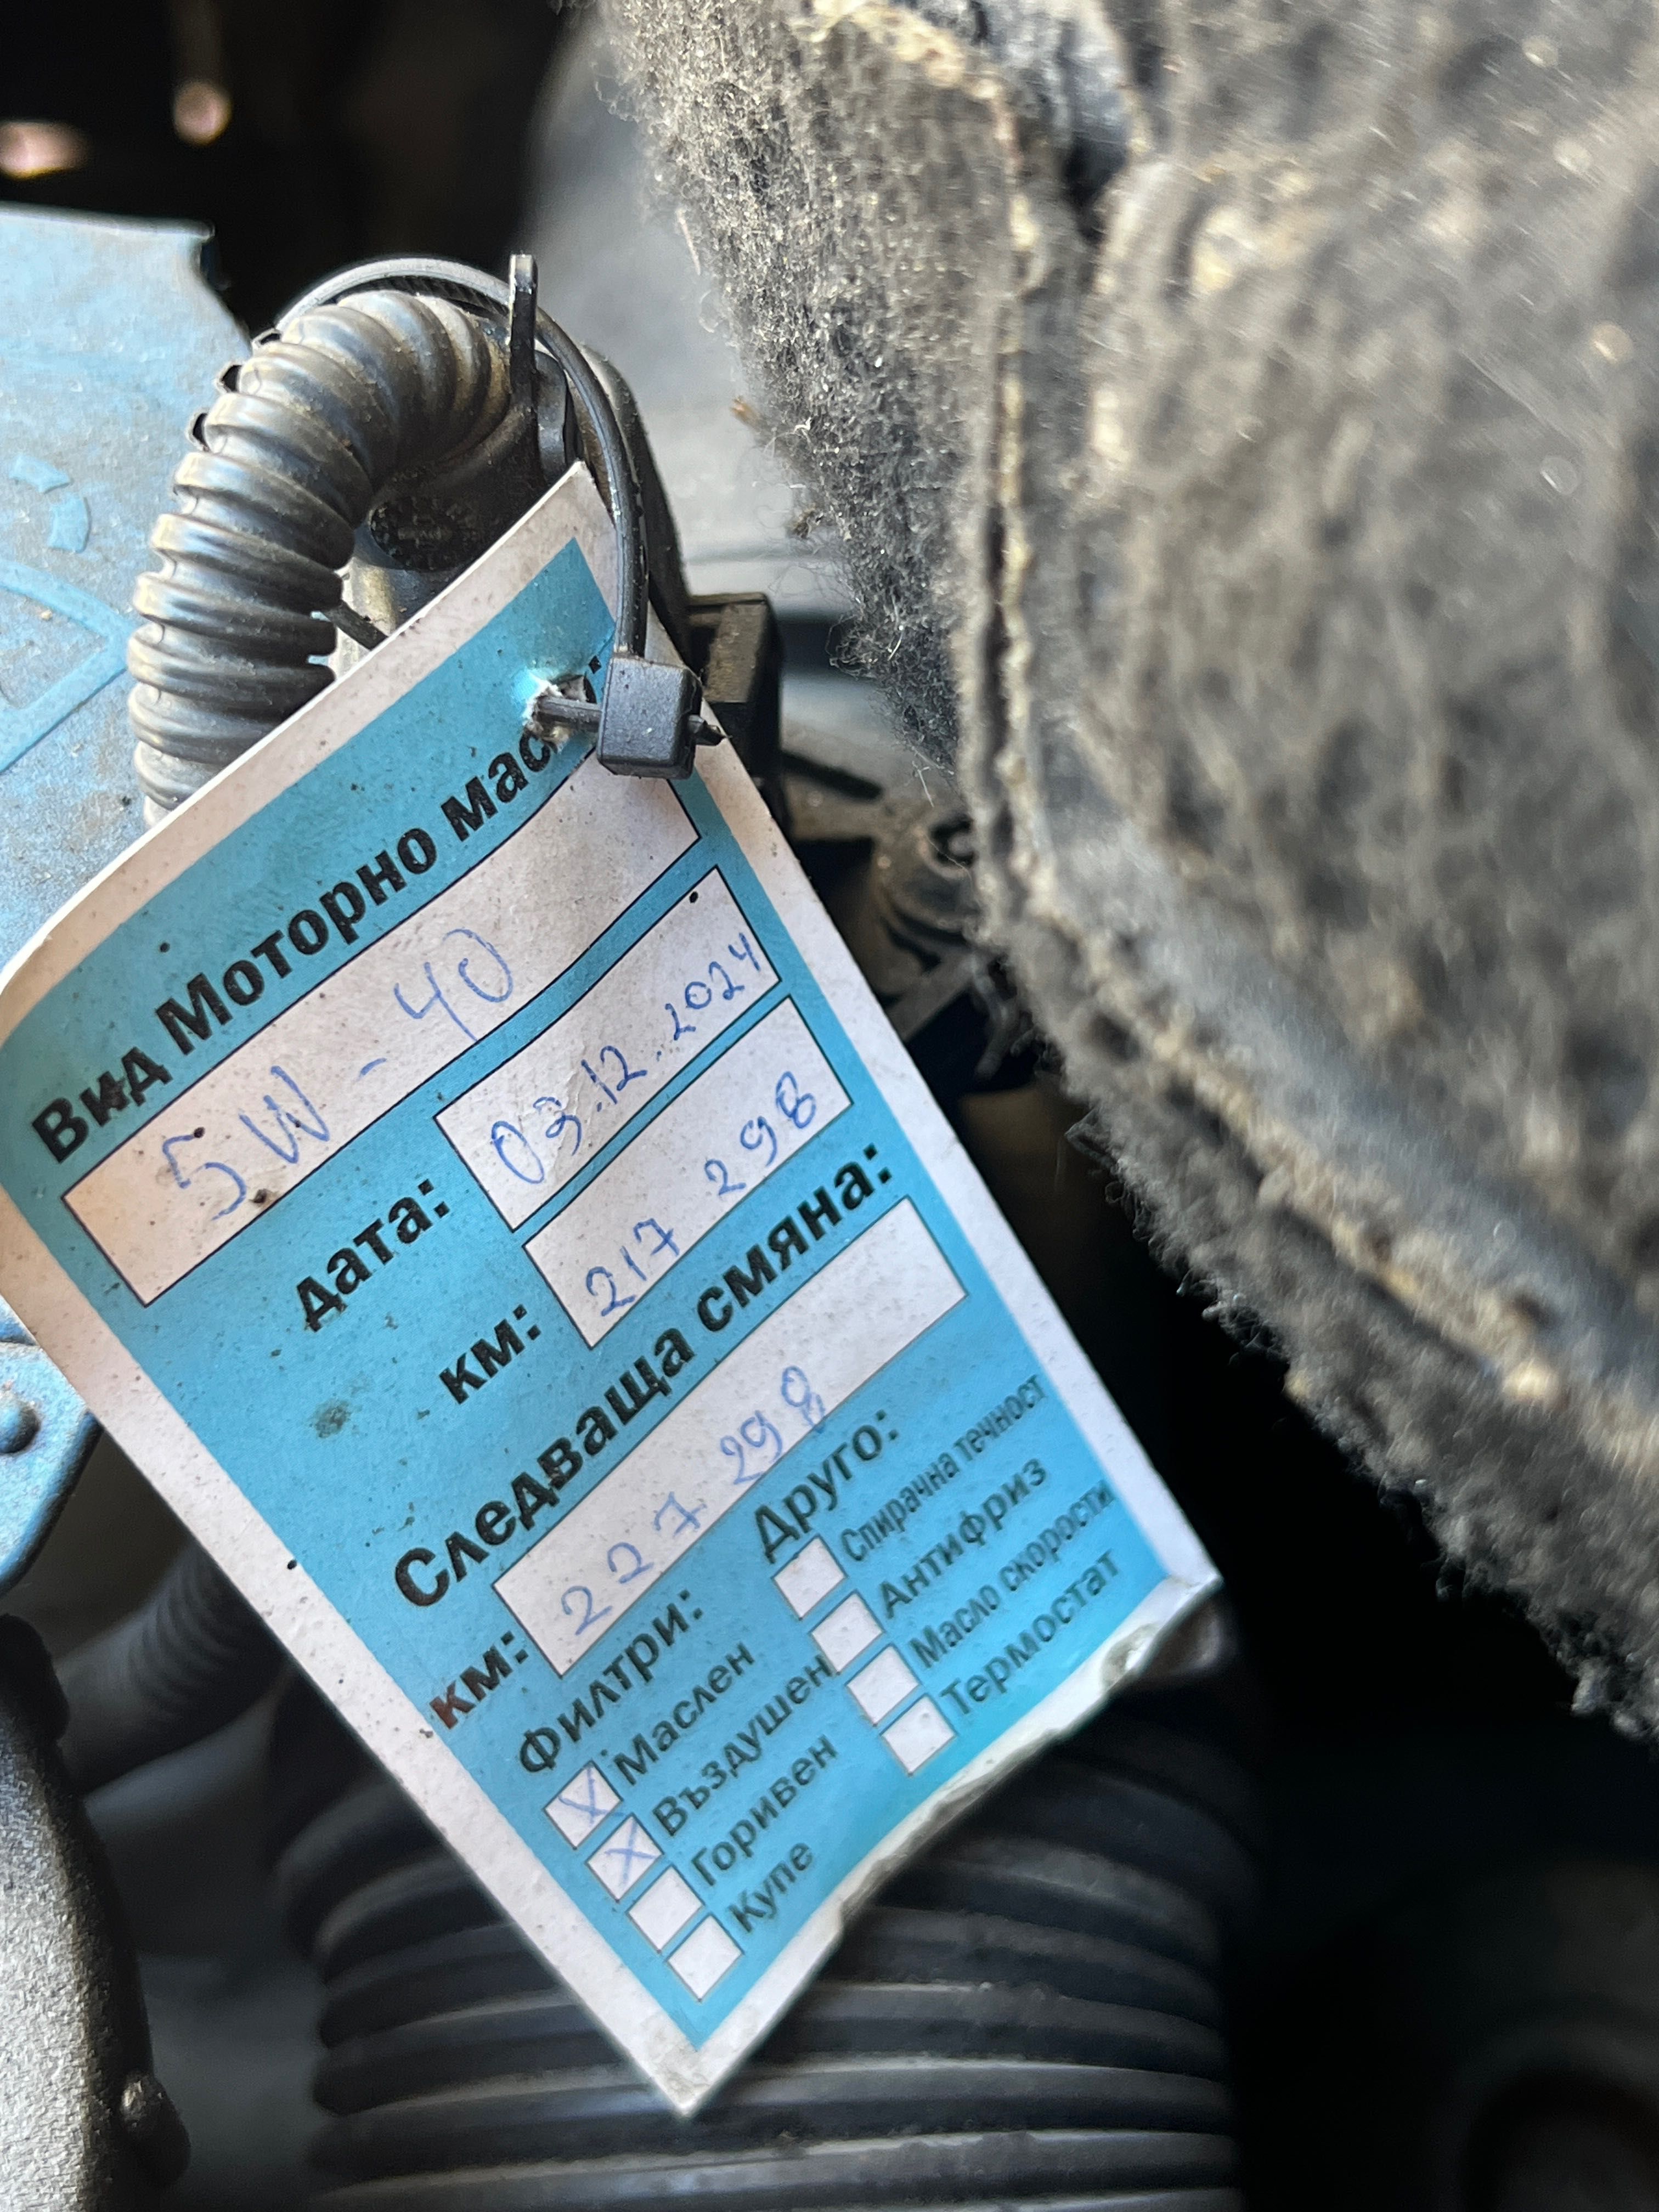 Вид Моторно мас
5W-40
дата: 03.12.2024
км: 217 298
Следваща смяна:
км: 227 298
Филтри:
X Маслен
X Въздушен
Горивен
Купе
Друго:
Спирачна течност
Антифриз
Масло скорости
Термостат